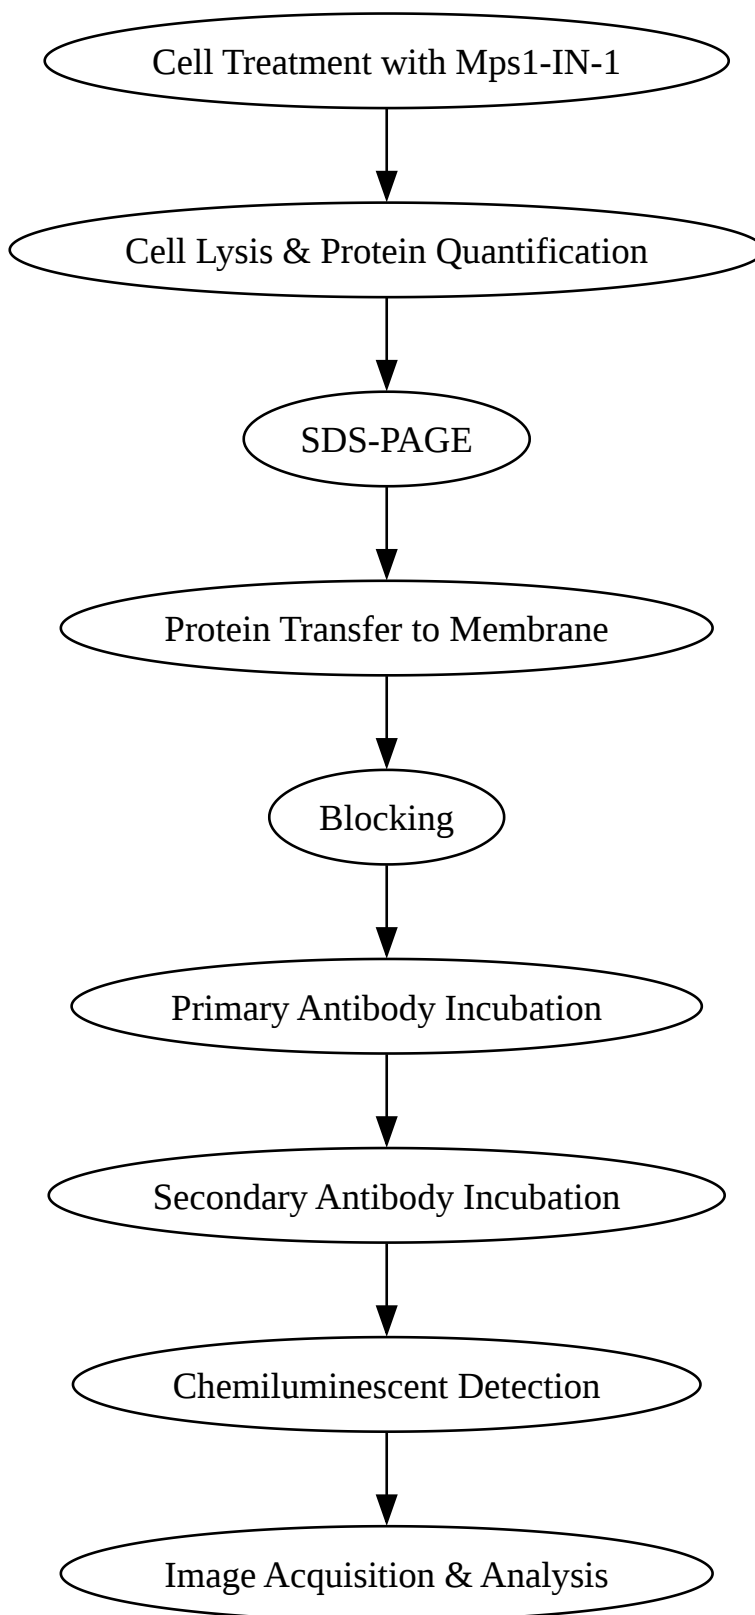 Cell Treatment with Mps1-IN-1
Cell Lysis & Protein Quantification
SDS-PAGE
Protein Transfer to Membrane
Blocking
Primary Antibody Incubation
Secondary Antibody Incubation
Chemiluminescent Detection
Image Acquisition & Analysis